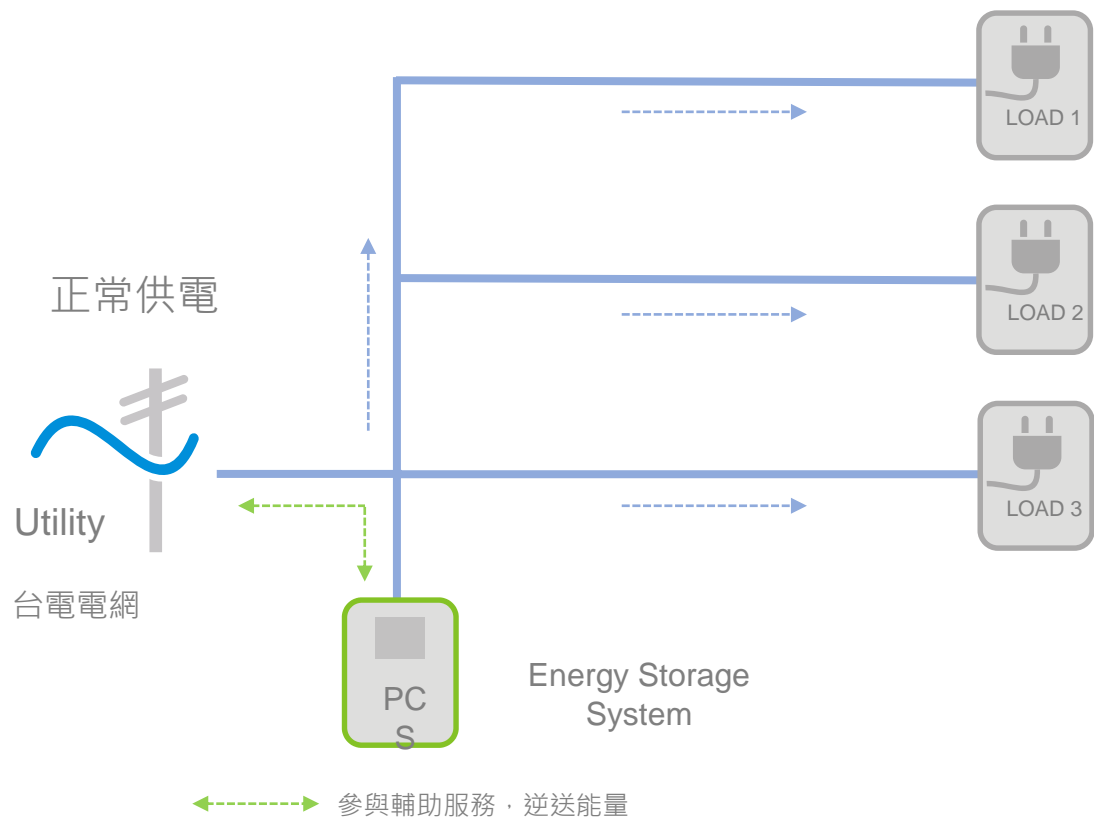 LOAD 1
正常供電
LOAD 2
Utility
LOAD 3
台電電網
PC
S
Energy Storage
System
參與輔助服務，逆送能量